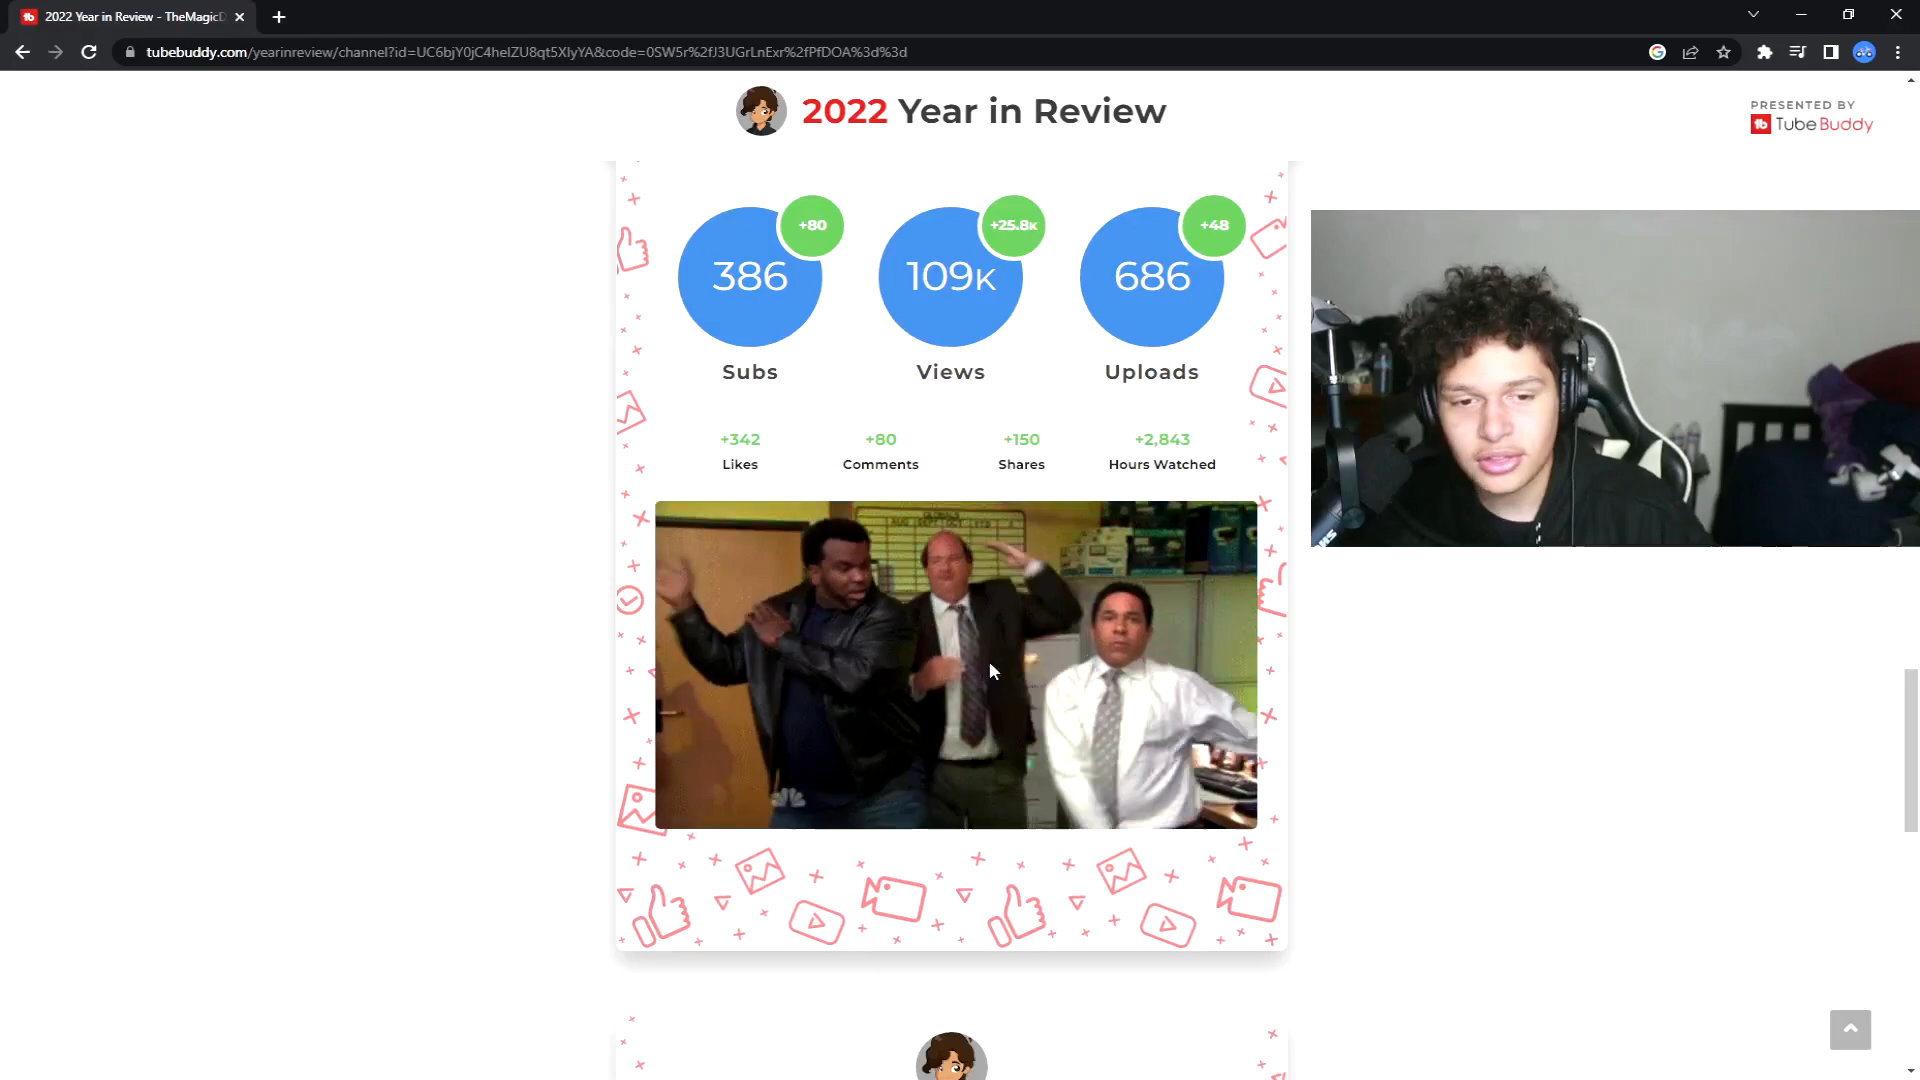 2022 Year in Review - TheMagicD
tubebuddy.com/yearinreview/channel?id=UC6bjY0jC4heIZU8qt5XIyYA&code=0SW5r%2fJ3UGrLnExr%2fPfDOA%3d%3d
2022 Year in Review
PRESENTED BY
tb TubeBuddy
+80
+25.8K
+48
386
109K
686
Subs
Views
Uploads
+342
+80
+150
+2,843
Likes
Comments
Shares
Hours Watched